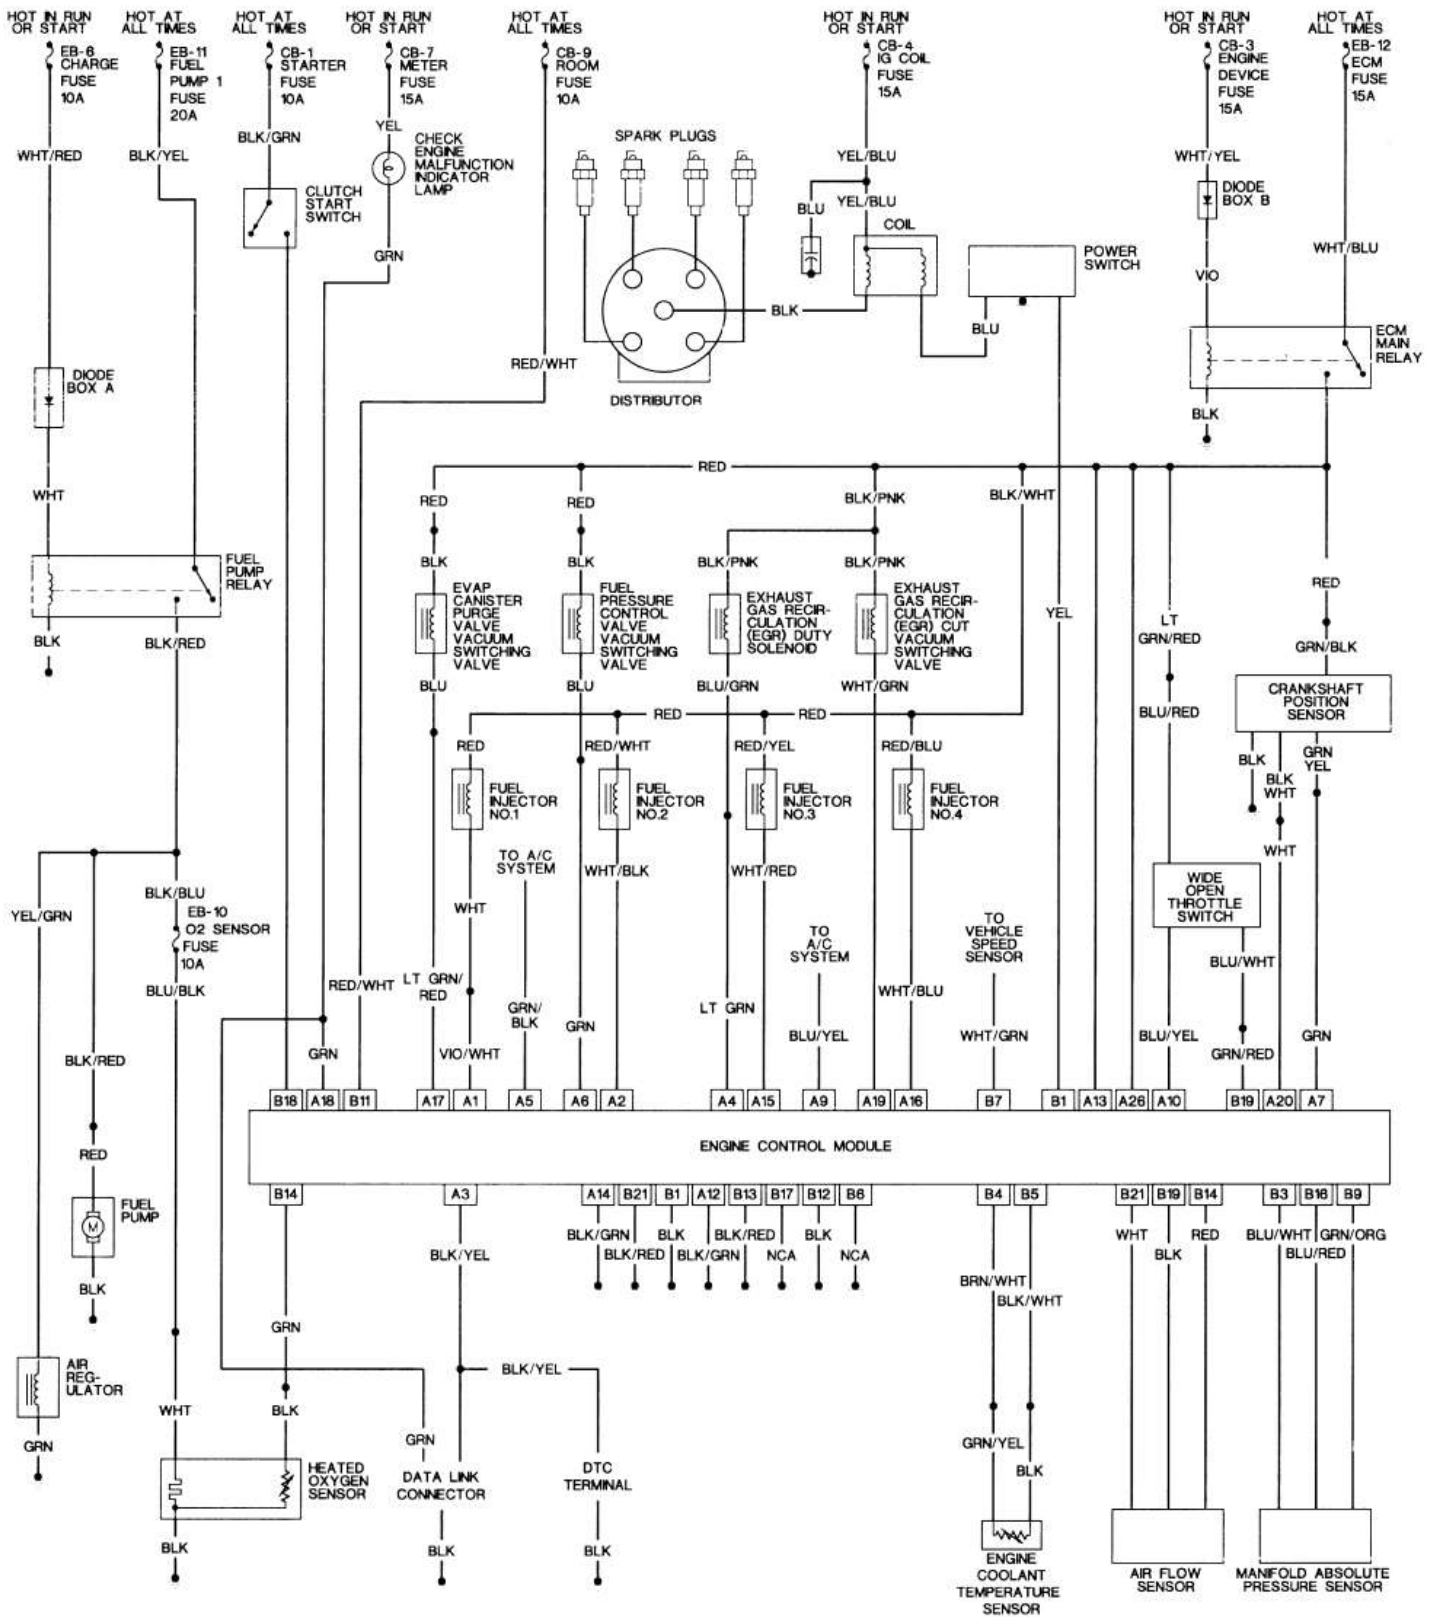 HOT IN RUN
OR START
HOT AT
ALL TIMES
HOT AT
ALL TIMES
HOT IN RUN
OR START
HOT AT
ALL TIMES
HOT IN RUN
OR START
HOT IN RUN
OR START
HOT AT
ALL TIMES
EB-6
CHARGE
FUSE
10A
EB-11
FUEL
PUMP 1
FUSE
20A
CB-1
STARTER
FUSE
10A
CB-7
METER
FUSE
15A
CB-9
ROOM
FUSE
10A
CB-4
IG COIL
FUSE
15A
CB-3
ENGINE
DEVICE
FUSE
15A
EB-12
ECM
FUSE
15A
WHT/RED
BLK/YEL
BLK/GRN
YEL
CHECK
ENGINE
MALFUNCTION
INDICATOR
LAMP
SPARK PLUGS
YEL/BLU
WHT/YEL
CLUTCH
START
SWITCH
BLU
YEL/BLU
DIODE
BOX B
COIL
GRN
POWER
SWITCH
WHT/BLU
VIO
BLK
BLU
ECM
MAIN
RELAY
RED/WHT
DIODE
BOX A
DISTRIBUTOR
BLK
RED
WHT
RED
RED
BLK/PNK
BLK/WHT
FUEL
PUMP
RELAY
BLK
BLK
BLK/PNK
BLK/PNK
EVAP
CANISTER
PURGE
VALVE
VACUUM
SWITCHING
VALVE
FUEL
PRESSURE
CONTROL
VALVE
VACUUM
SWITCHING
VALVE
EXHAUST
GAS RECIR-
CULATION
(EGR) DUTY
SOLENOID
EXHAUST
GAS RECIR-
CULATION
(EGR) CUT
VACUUM
SWITCHING
VALVE
YEL
LT
GRN/RED
RED
BLK
BLK/RED
GRN/BLK
BLU
BLU
BLU/GRN
WHT/GRN
CRANKSHAFT
POSITION
SENSOR
RED
RED
BLU/RED
RED
RED/WHT
RED/YEL
RED/BLU
BLK
BLK
WHT
GRN
YEL
FUEL
INJECTOR
NO.1
FUEL
INJECTOR
NO.2
FUEL
INJECTOR
NO.3
FUEL
INJECTOR
NO.4
TO A/C
SYSTEM
WHT/BLK
WHT/RED
WHT
WIDE
OPEN
THROTTLE
SWITCH
BLK/BLU
EB-10
O2 SENSOR
FUSE
10A
YEL/GRN
WHT
TO
A/C
SYSTEM
TO
VEHICLE
SPEED
SENSOR
BLU/WHT
BLU/BLK
RED/WHT
LT GRN/
RED
GRN/
BLK
WHT/BLU
LT GRN
GRN
BLU/YEL
WHT/GRN
BLU/YEL
GRN
BLK/RED
GRN
VIO/WHT
GRN/RED
B18 A18 B11 A17 A1 A5 A6 A2 A4 A15 A9 A19 A16 B7 B1 A13 A26 A10 B19 A20 A7
ENGINE CONTROL MODULE
B14 A3 A14 B21 B1 A12 B13 B17 B12 B6 B4 B5 B21 B19 B14 B3 B16 B9
RED
FUEL
PUMP
M
BLK
BLK/YEL
BLK/GRN
BLK/RED
BLK
BLK/GRN
BLK/RED
NCA
BLK
NCA
BRN/WHT
BLK/WHT
WHT
BLK
RED
BLU/WHT
BLU/RED
GRN/ORG
GRN
AIR
REG-
ULATOR
BLK/YEL
WHT
BLK
GRN
GRN
GRN/YEL
BLK
HEATED
OXYGEN
SENSOR
DATA LINK
CONNECTOR
DTC
TERMINAL
BLK
BLK
BLK
ENGINE
COOLANT
TEMPERATURE
SENSOR
AIR FLOW
SENSOR
MANIFOLD ABSOLUTE
PRESSURE SENSOR